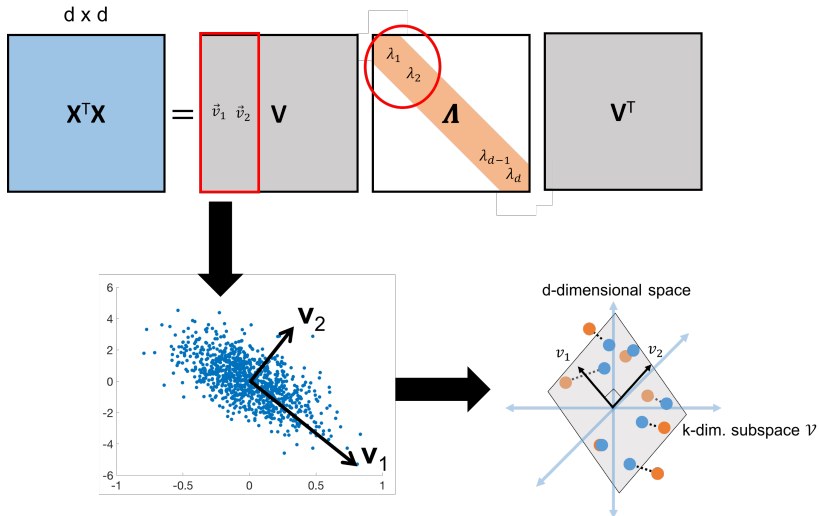 d x d
XᵀX = v⃗₁ v⃗₂ V λ₁ λ₂ Λ λ_{d−1} λ_d Vᵀ
d-dimensional space
6
4
2
0
-2
-4
-6
-1 -0.5 0 0.5 1
v₂
v₁
v₁ v₂
k-dim. subspace 𝒱